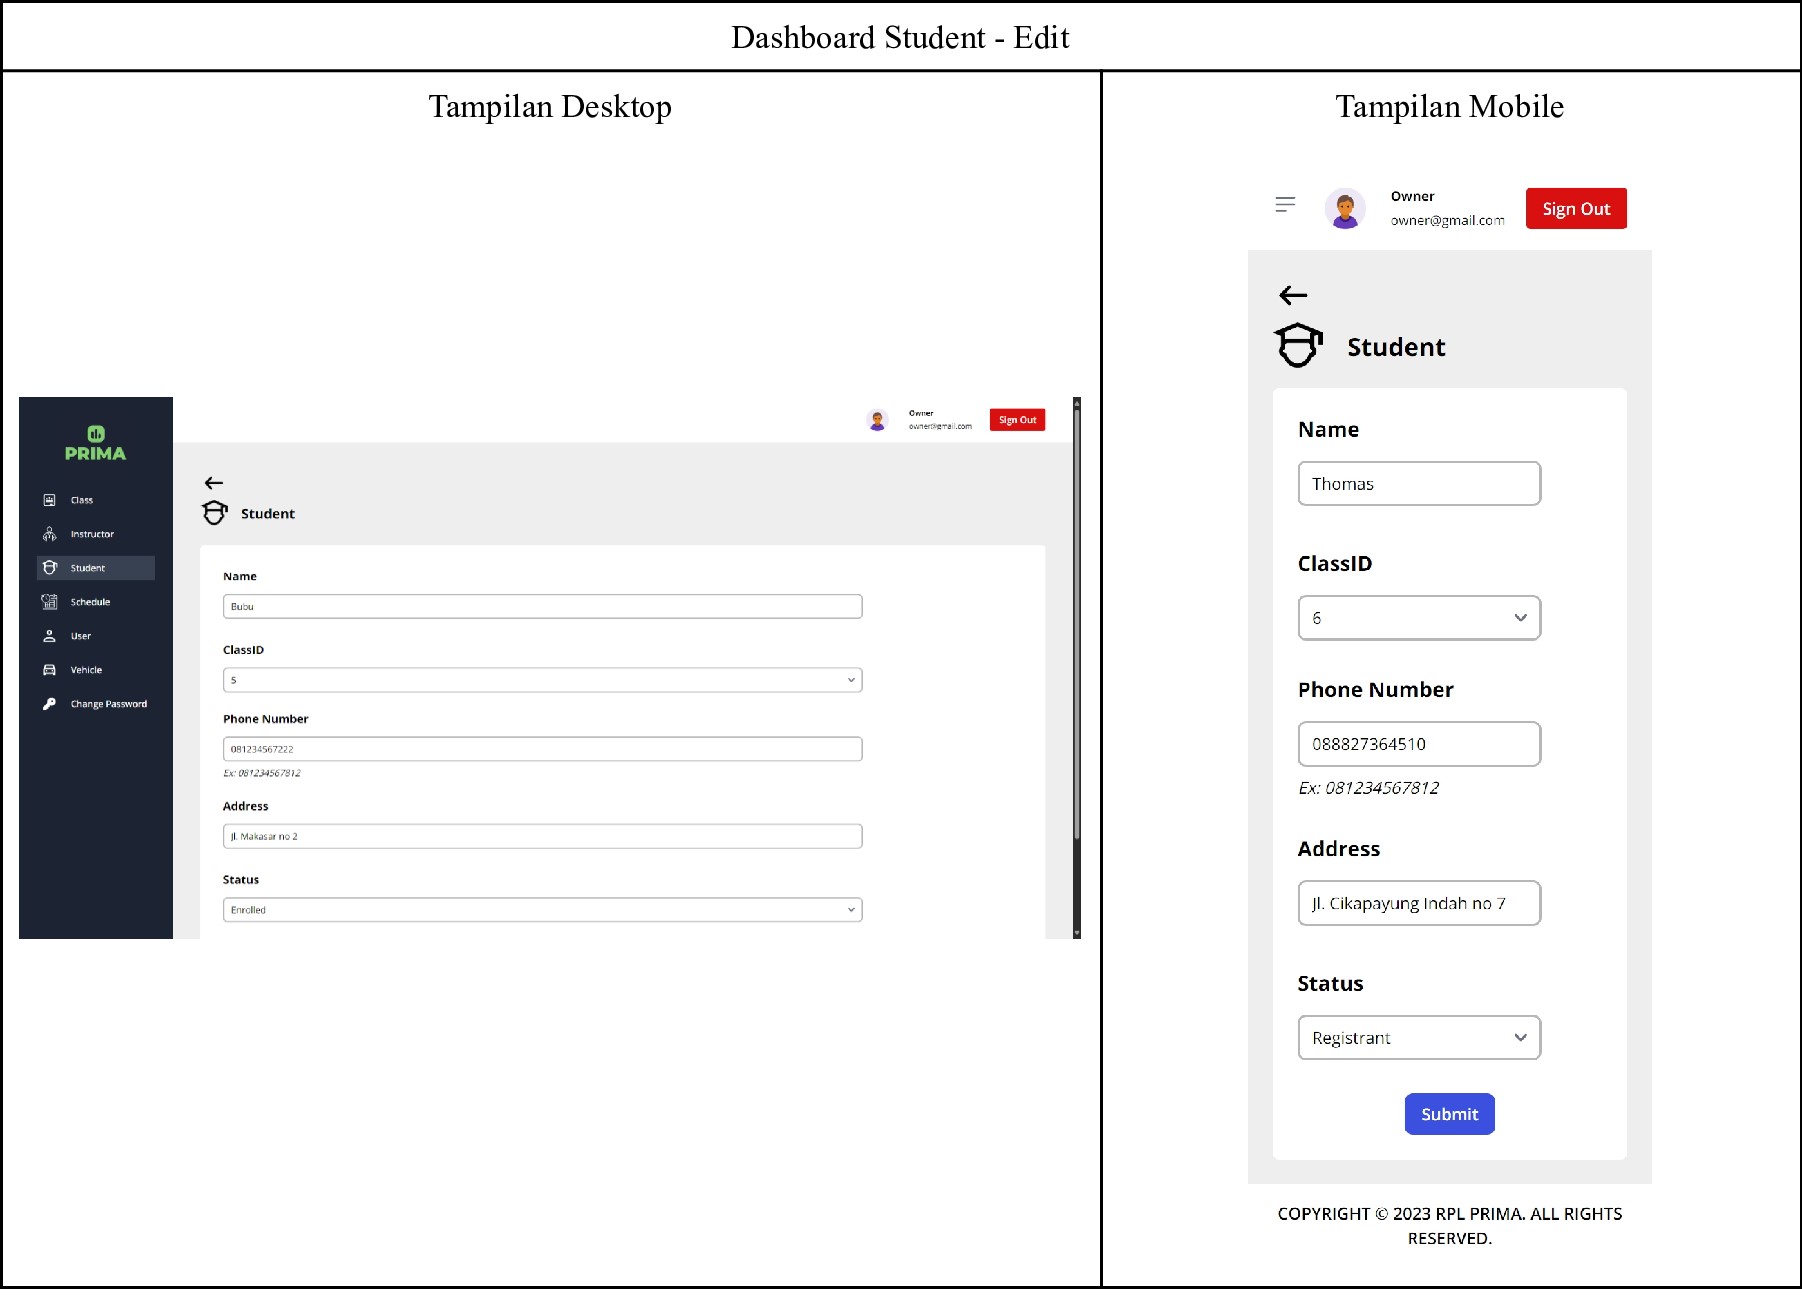 Dashboard Student - Edit
Tampilan Desktop
PRIMA
Class
Instructor
Student
Schedule
User
Vehicle
Change Password
Owner
owner@gmail.com
Sign Out
Student
Name
Bubu
ClassID
5
Phone Number
081234567222
Ex: 081234567812
Address
Jl. Makasar no 2
Status
Enrolled
Tampilan Mobile
Owner
owner@gmail.com
Sign Out
Student
Name
Thomas
ClassID
6
Phone Number
088827364510
Ex: 081234567812
Address
Jl. Cikapayung Indah no 7
Status
Registrant
Submit
COPYRIGHT © 2023 RPL PRIMA. ALL RIGHTS
RESERVED.